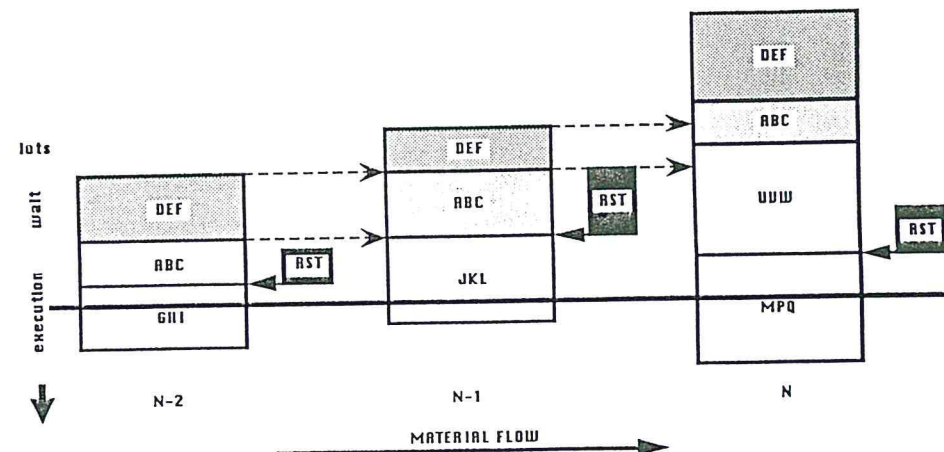 DEF
ABC
UVW
RST
MPQ
N
DEF
ABC
RST
JKL
N-1
lots
wait
execution
DEF
ABC
RST
GHI
N-2
MATERIAL FLOW